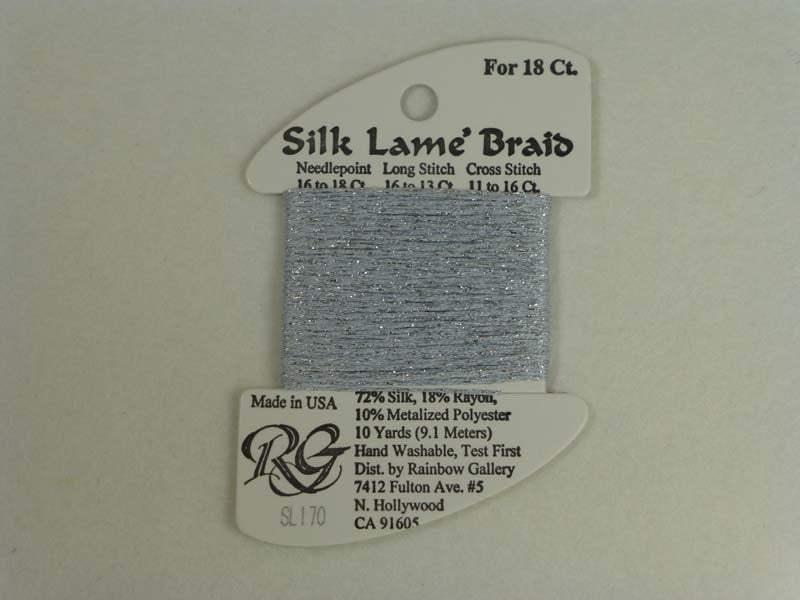 For 18 Ct.
Silk Lame' Braid
Needlepoint Long Stitch Cross Stitch
16 to 18 Ct. 16 to 13 Ct. 11 to 16 Ct.
Made in USA
72% Silk, 18% Rayon,
10% Metalized Polyester
10 Yards (9.1 Meters)
Hand Washable, Test First
Dist. by Rainbow Gallery
7412 Fulton Ave. #5
N. Hollywood
CA 91605
RG
SL170